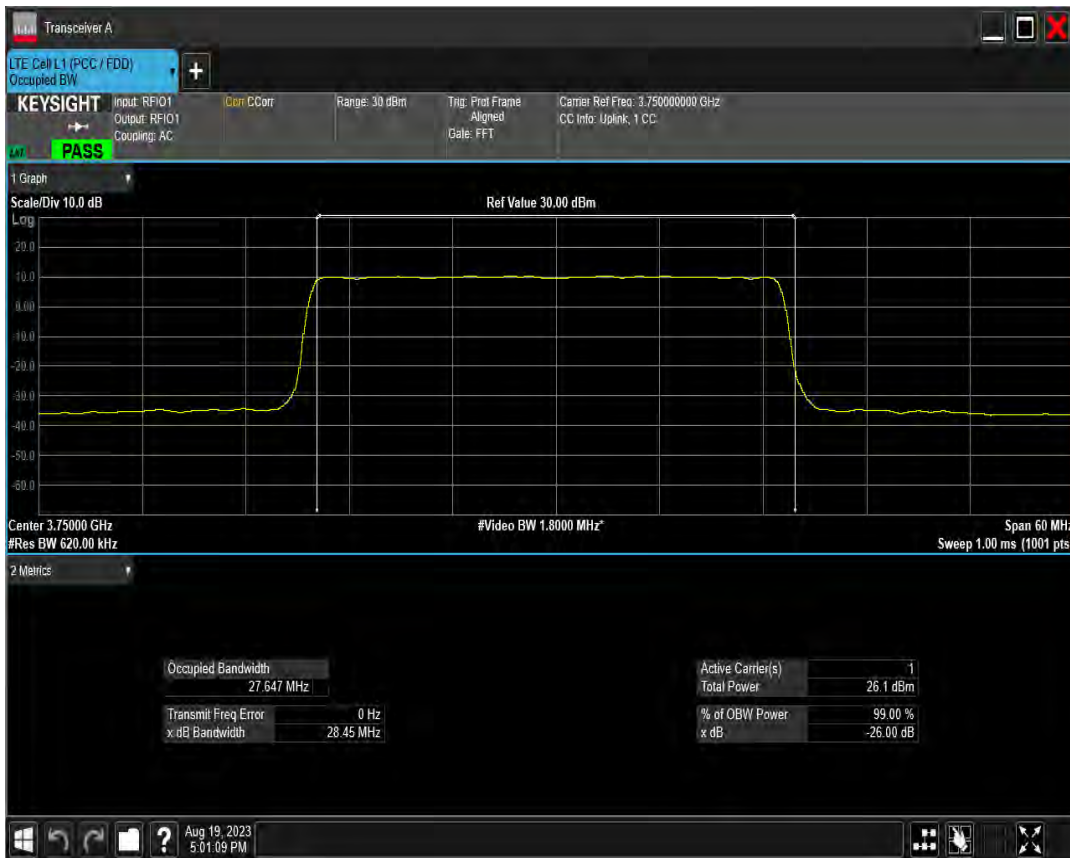 Transceiver A
LTE Cell L1 (PCC / FDD)
Occupied BW
+
KEYSIGHT
Input: RFIO1
Output: RFIO1
Coupling: AC
Corr CCorr
Range: 30 dBm
Trig: Prot Frame
Aligned
Gate: FFT
Carrier Ref Freq: 3.750000000 GHz
CC Info: Uplink, 1 CC
PASS
1 Graph
Scale/Div 10.0 dB
Ref Value 30.00 dBm
Log
20.0
10.0
0.00
-10.0
-20.0
-30.0
-40.0
-50.0
-60.0
Center 3.75000 GHz
#Video BW 1.8000 MHz*
Span 60 MHz
#Res BW 620.00 kHz
Sweep 1.00 ms (1001 pts
2 Metrics
Occupied Bandwidth
27.647 MHz
Transmit Freq Error 0 Hz
x dB Bandwidth 28.45 MHz
Active Carrier(s) 1
Total Power 26.1 dBm
% of OBW Power 99.00 %
x dB -26.00 dB
?
Aug 19, 2023
5:01:09 PM